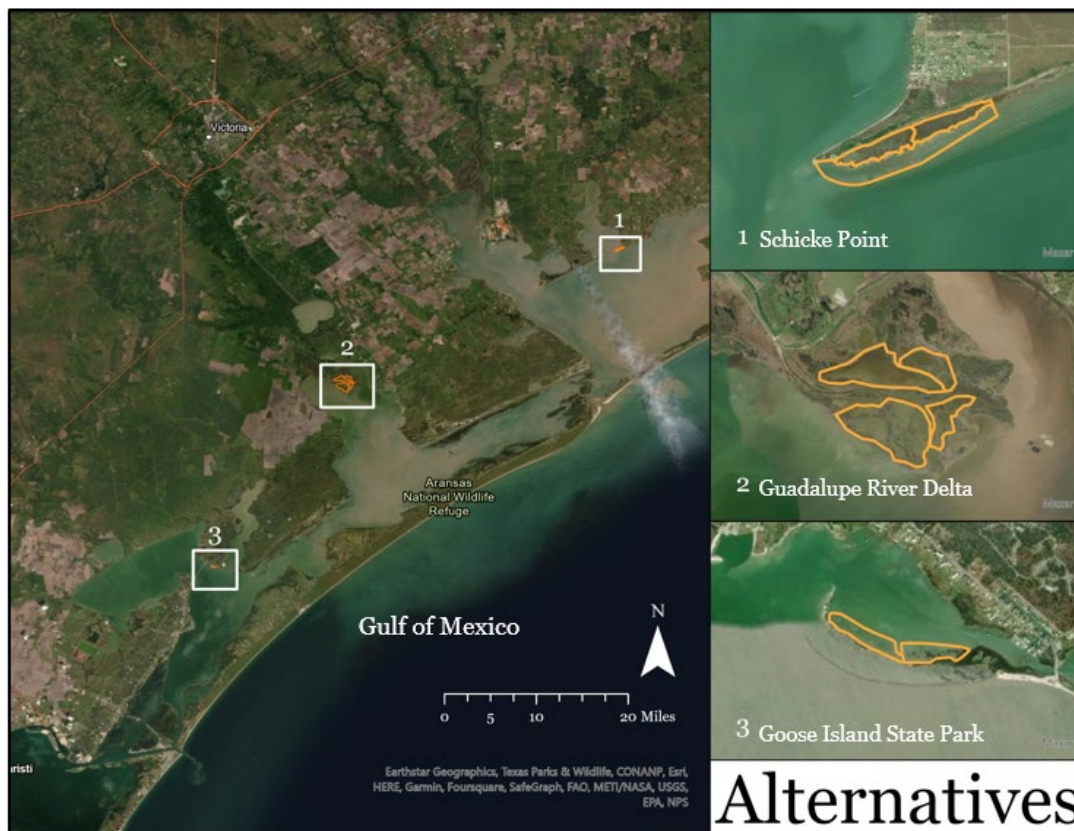 Victoria
1
2
Aransas
National Wildlife
Refuge
3
Gulf of Mexico
N
0 5 10 20 Miles
Earthstar Geographics, Texas Parks & Wildlife, CONANP, Esri,
HERE, Garmin, Foursquare, SafeGraph, FAO, METI/NASA, USGS,
EPA, NPS
risti
1 Schicke Point
2 Guadalupe River Delta
3 Goose Island State Park
Alternatives